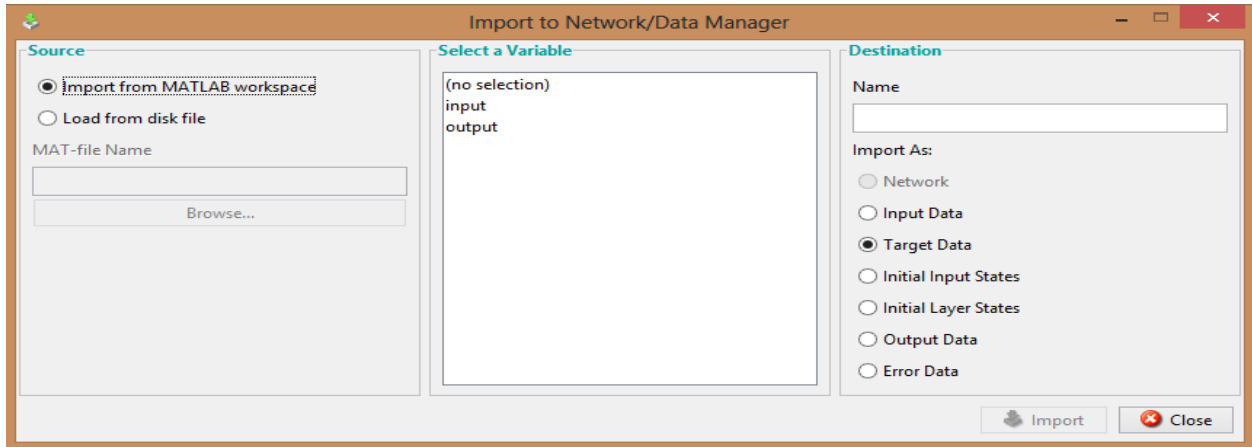 Import to Network/Data Manager
Source
Import from MATLAB workspace
Load from disk file
MAT-file Name
Browse...
Select a Variable
(no selection)
input
output
Destination
Name
Import As:
Network
Input Data
Target Data
Initial Input States
Initial Layer States
Output Data
Error Data
Import
Close